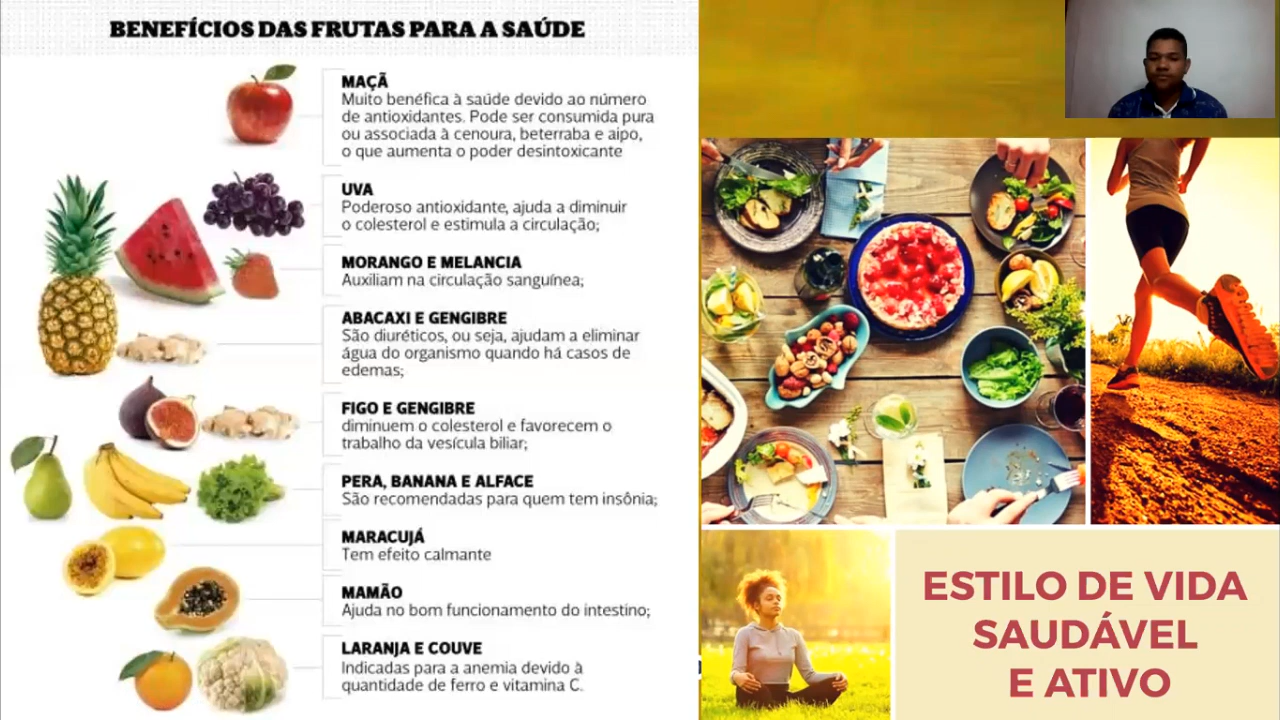 BENEFÍCIOS DAS FRUTAS PARA A SAÚDE
MAÇÃ
Muito benéfica à saúde devido ao número
de antioxidantes. Pode ser consumida pura
ou associada à cenoura, beterraba e aipo,
o que aumenta o poder desintoxicante
UVA
Poderoso antioxidante, ajuda a diminuir
o colesterol e estimula a circulação;
MORANGO E MELANCIA
Auxiliam na circulação sanguínea;
ABACAXI E GENGIBRE
São diuréticos, ou seja, ajudam a eliminar
água do organismo quando há casos de
edemas;
FIGO E GENGIBRE
diminuem o colesterol e favorecem o
trabalho da vesícula biliar;
PERA, BANANA E ALFACE
São recomendadas para quem tem insônia;
MARACUJÁ
Tem efeito calmante
MAMÃO
Ajuda no bom funcionamento do intestino;
LARANJA E COUVE
Indicadas para a anemia devido à
quantidade de ferro e vitamina C.
ESTILO DE VIDA
SAUDÁVEL
E ATIVO